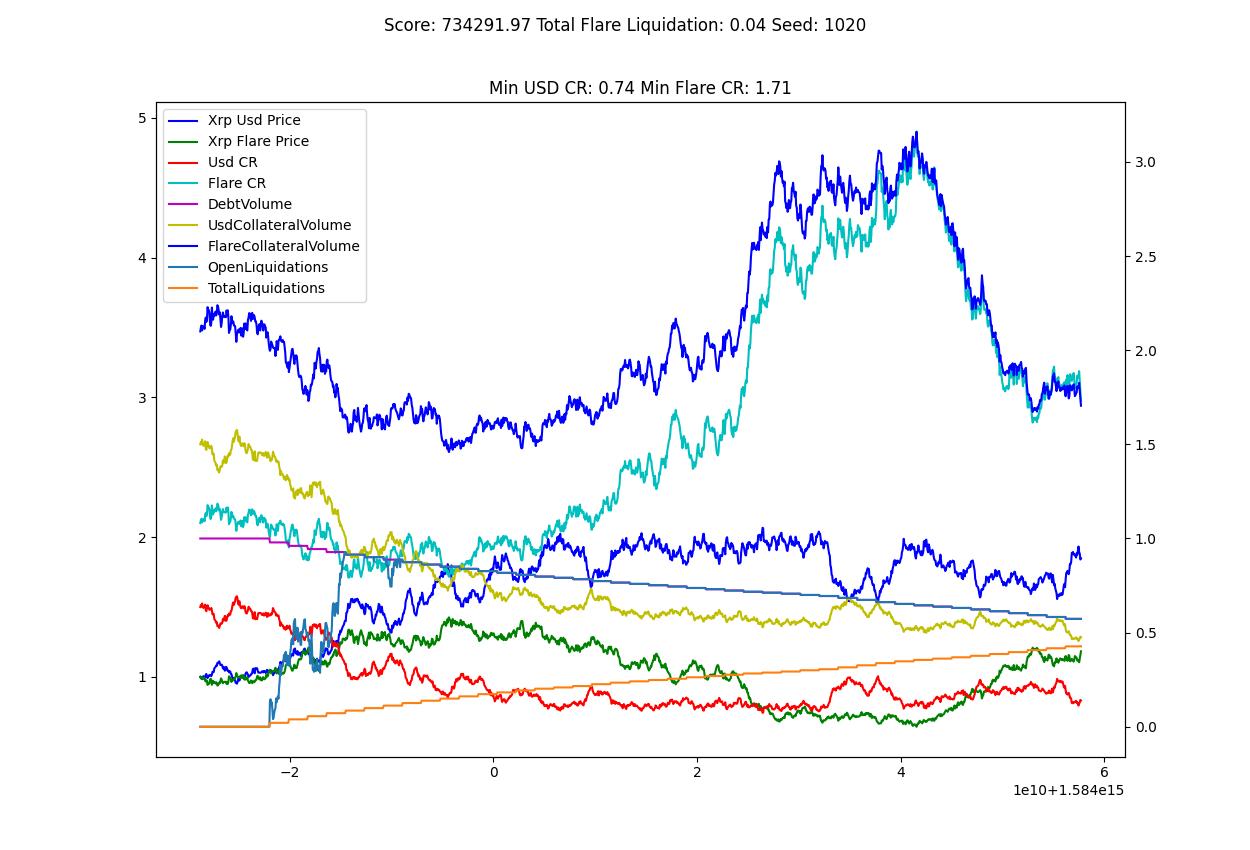 Score: 734291.97 Total Flare Liquidation: 0.04 Seed: 1020
Min USD CR: 0.74 Min Flare CR: 1.71
Xrp Usd Price
Xrp Flare Price
Usd CR
Flare CR
DebtVolume
UsdCollateralVolume
FlareCollateralVolume
OpenLiquidations
TotalLiquidations
5
4
3
2
1
3.0
2.5
2.0
1.5
1.0
0.5
0.0
−2 0 2 4 6
1e10+1.584e15